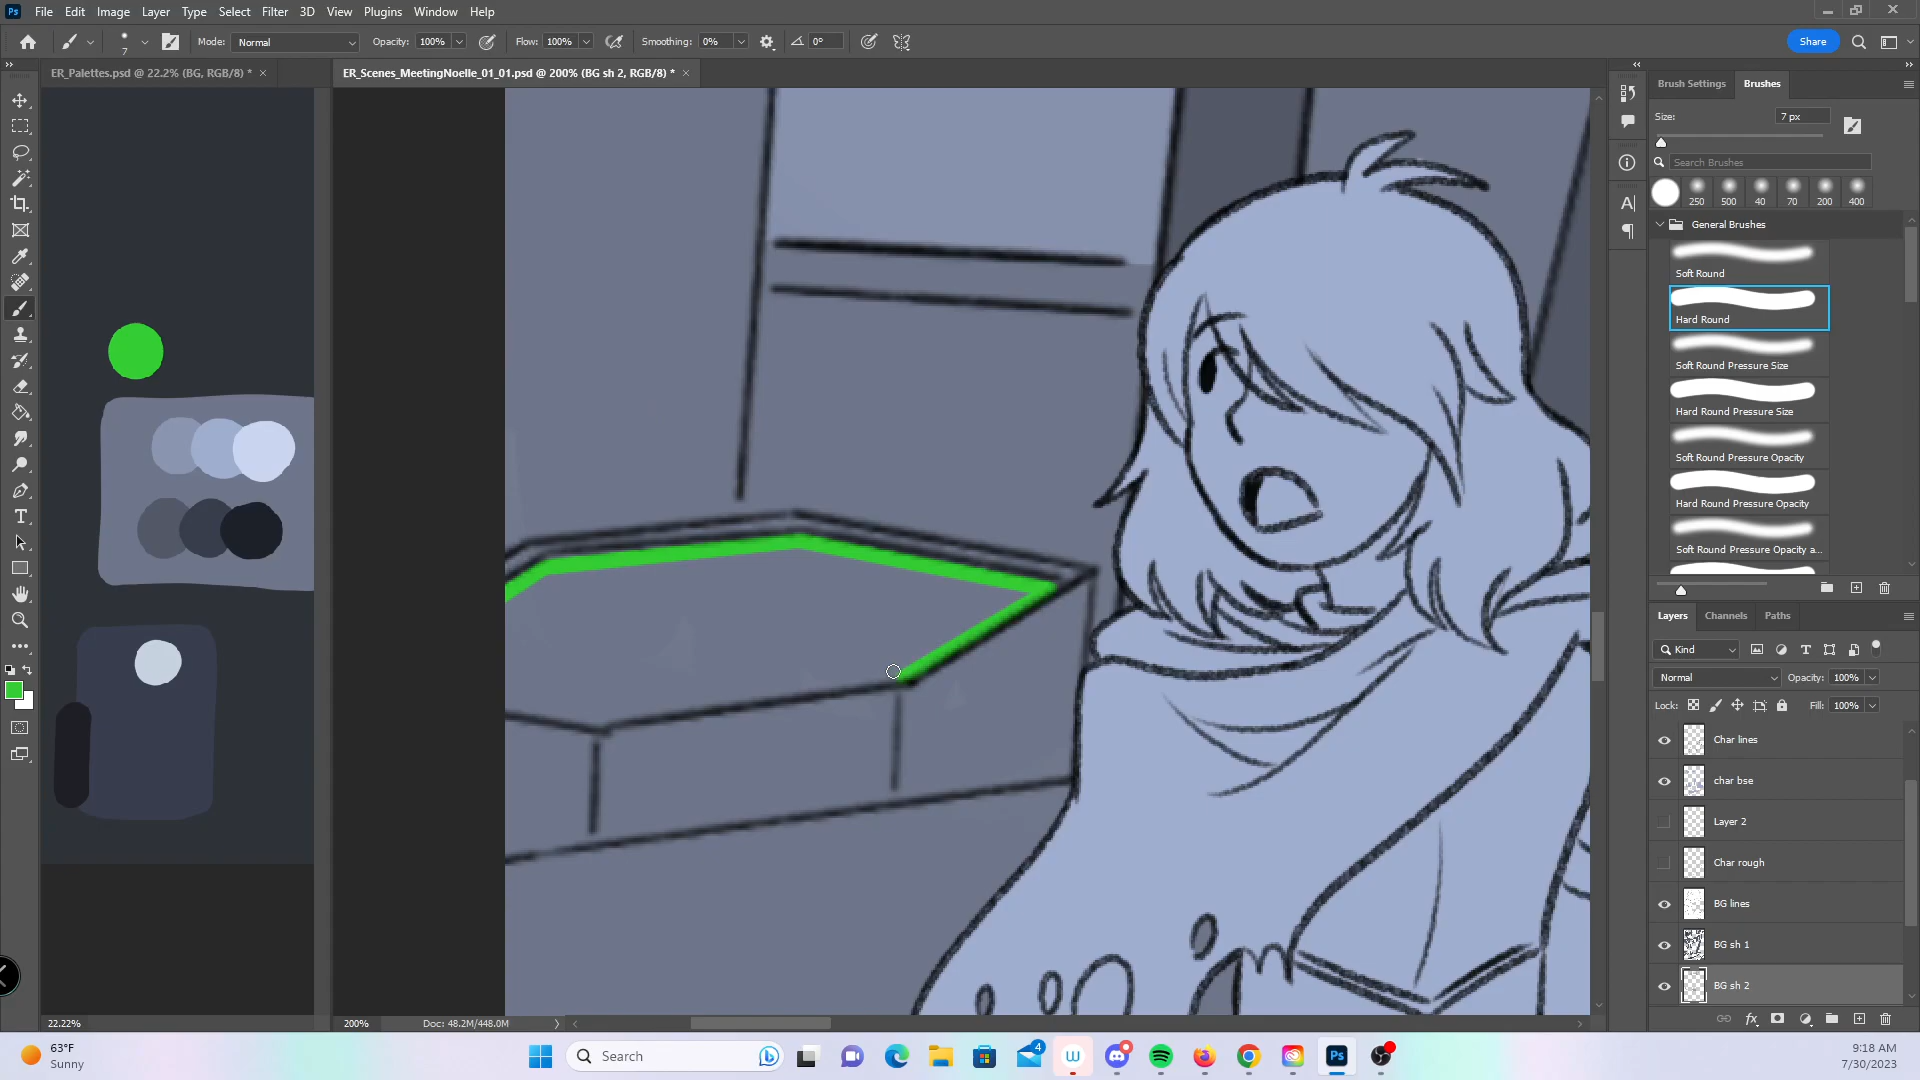 Ps File Edit Image Layer Type Select Filter 3D View Plugins Window Help
7 Mode: Normal Opacity: 100% Flow: 100% Smoothing: 0% 0° Share
ER_Palettes.psd @ 22.2% (BG, RGB/8) *
ER_Scenes_MeetingNoelle_01_01.psd @ 200% (BG sh 2, RGB/8) *
Brush Settings Brushes
Size: 7 px
Search Brushes
250 500 40 70 200 400
General Brushes
Soft Round
Hard Round
Soft Round Pressure Size
Hard Round Pressure Size
Soft Round Pressure Opacity
Hard Round Pressure Opacity
Soft Round Pressure Opacity a...
Layers Channels Paths
Kind
Normal Opacity: 100%
Lock: Fill: 100%
Char lines
char bse
Layer 2
Char rough
BG lines
BG sh 1
BG sh 2
22.22%
200% Doc: 48.2M/448.0M
63°F
Sunny
Search
4
Ps
9:18 AM
7/30/2023